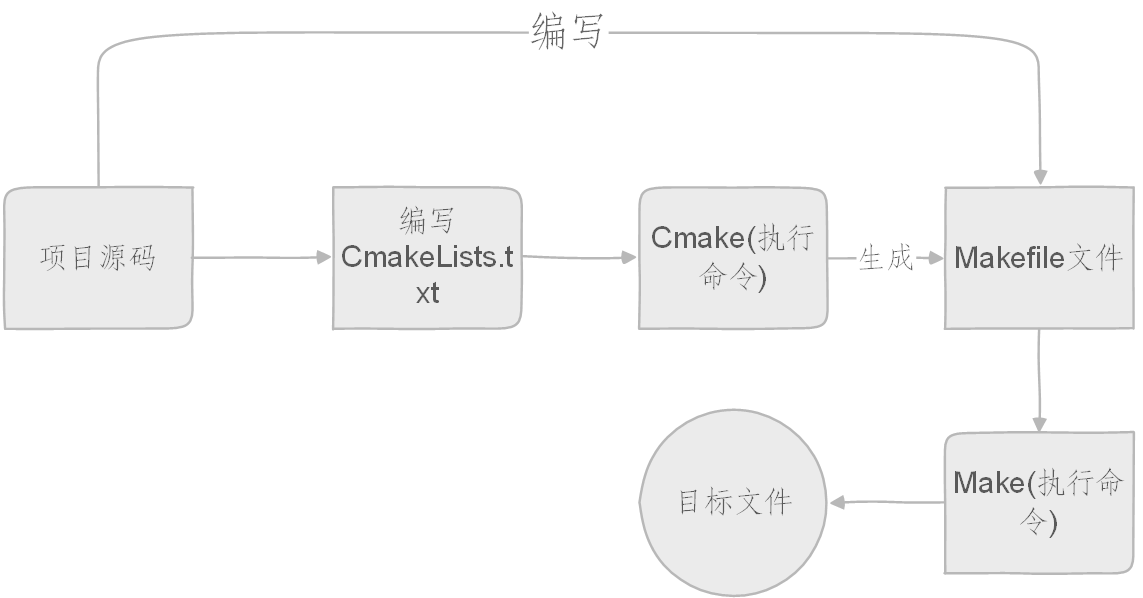 编写
项目源码
编写
CmakeLists.t
xt
Cmake(执行
命令)
生成
Makefile文件
目标文件
Make(执行命
令)